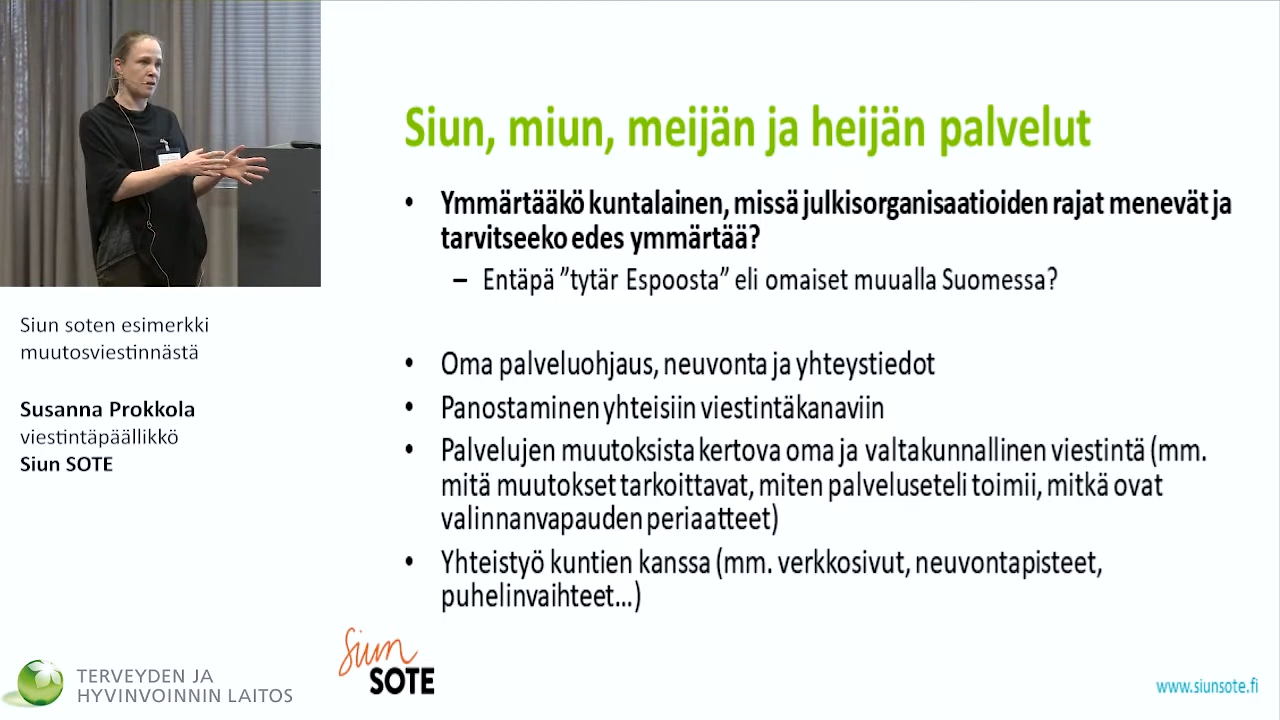 Siun, miun, meijän ja heijän palvelut
• Ymmärtääkö kuntalainen, missä julkisorganisaatioiden rajat menevät ja
tarvitseeko edes ymmärtää?
– Entäpä ”tytär Espoosta” eli omaiset muualla Suomessa?
• Oma palveluohjaus, neuvonta ja yhteystiedot
• Panostaminen yhteisiin viestintäkanaviin
• Palvelujen muutoksista kertova oma ja valtakunnallinen viestintä (mm.
mitä muutokset tarkoittavat, miten palveluseteli toimii, mitkä ovat
valinnanvapauden periaatteet)
• Yhteistyö kuntien kanssa (mm. verkkosivut, neuvontapisteet,
puhelinvaihteet...)
Siun soten esimerkki
muutosviestinnästä
Susanna Prokkola
viestintäpäällikkö
Siun SOTE
TERVEYDEN JA
HYVINVOINNIN LAITOS
Siun
SOTE
www.siunsote.fi